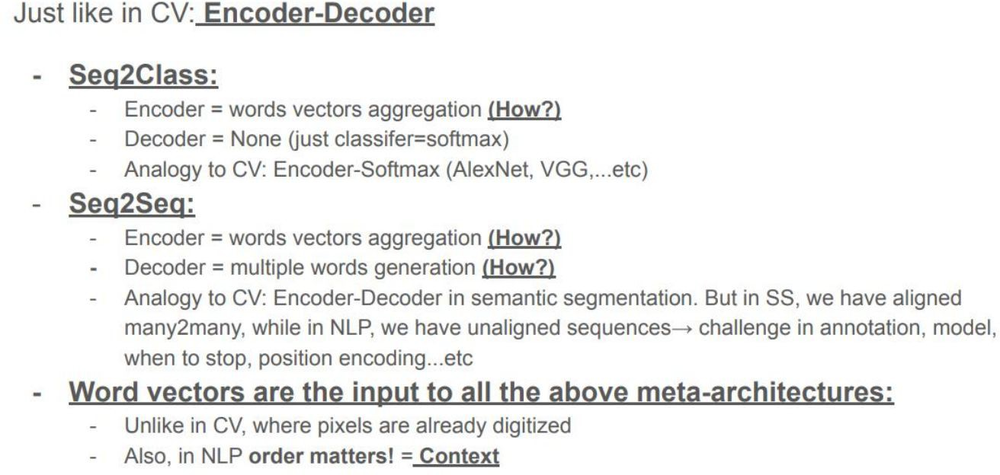 Just like in CV: Encoder-Decoder
- Seq2Class:
- Encoder = words vectors aggregation (How?)
- Decoder = None (just classifer=softmax)
- Analogy to CV: Encoder-Softmax (AlexNet, VGG,...etc)
- Seq2Seq:
- Encoder = words vectors aggregation (How?)
- Decoder = multiple words generation (How?)
- Analogy to CV: Encoder-Decoder in semantic segmentation. But in SS, we have aligned
many2many, while in NLP, we have unaligned sequences→ challenge in annotation, model,
when to stop, position encoding...etc
- Word vectors are the input to all the above meta-architectures:
- Unlike in CV, where pixels are already digitized
- Also, in NLP order matters! = Context